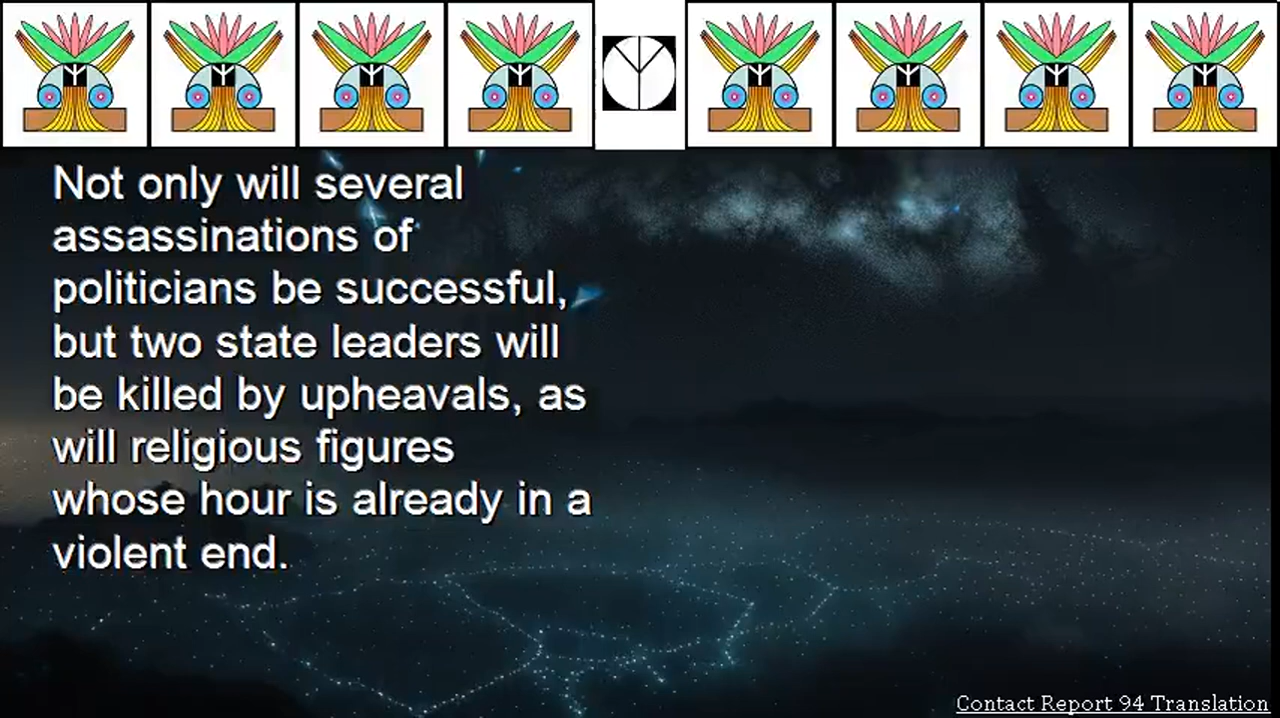 Not only will several
assassinations of
politicians be successful,
but two state leaders will
be killed by upheavals, as
will religious figures
whose hour is already in a
violent end.
Contact Report 94 Translation